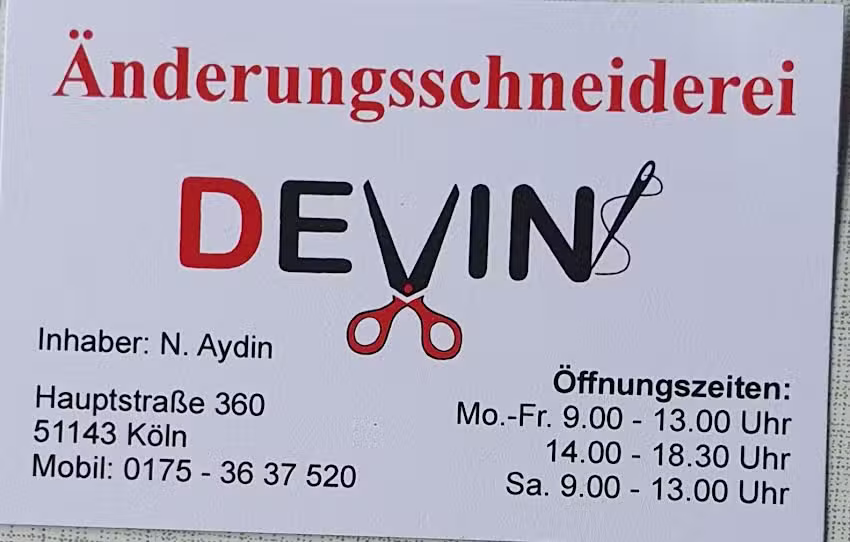 Änderungsschneiderei
DEVIN
Inhaber: N. Aydin
Hauptstraße 360
51143 Köln
Mobil: 0175 - 36 37 520
Öffnungszeiten:
Mo.-Fr. 9.00 - 13.00 Uhr
14.00 - 18.30 Uhr
Sa. 9.00 - 13.00 Uhr